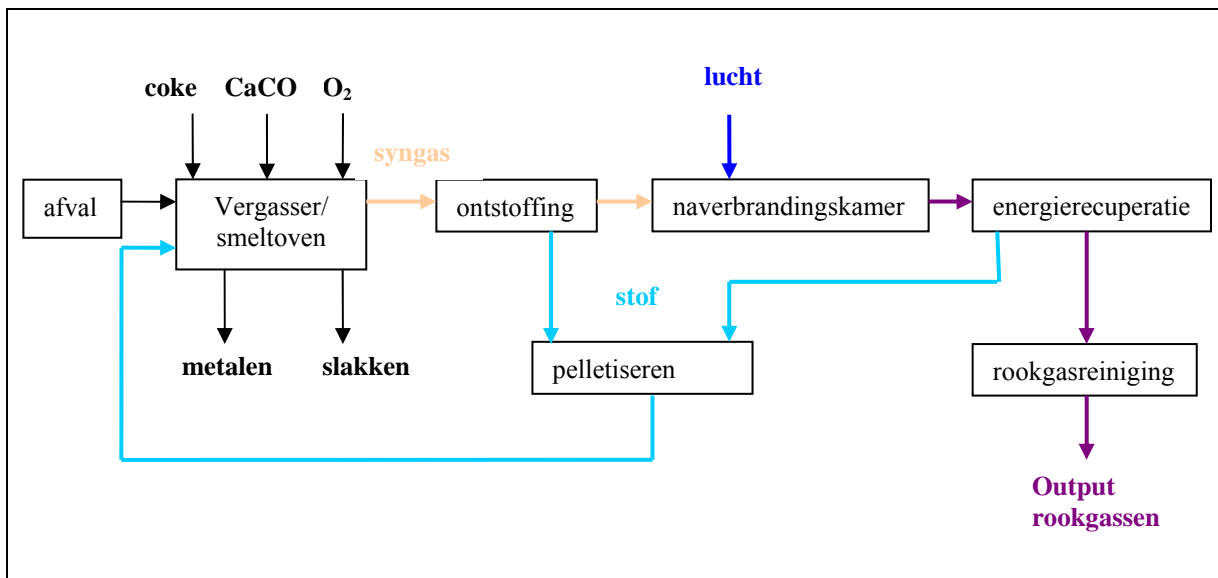 coke CaCO O₂
lucht
syngas
afval
Vergasser/
smeltoven
ontstoffing
naverbrandingskamer
energierecuperatie
stof
metalen
slakken
pelletiseren
rookgasreiniging
Output
rookgassen